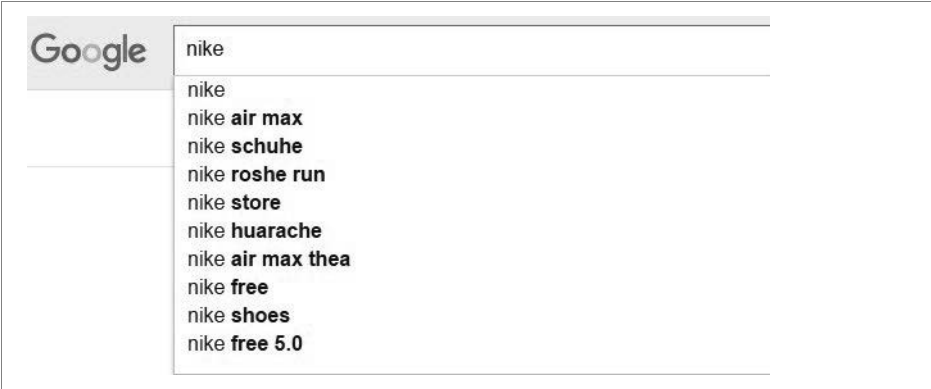 Google nike
nike
nike air max
nike schuhe
nike roshe run
nike store
nike huarache
nike air max thea
nike free
nike shoes
nike free 5.0